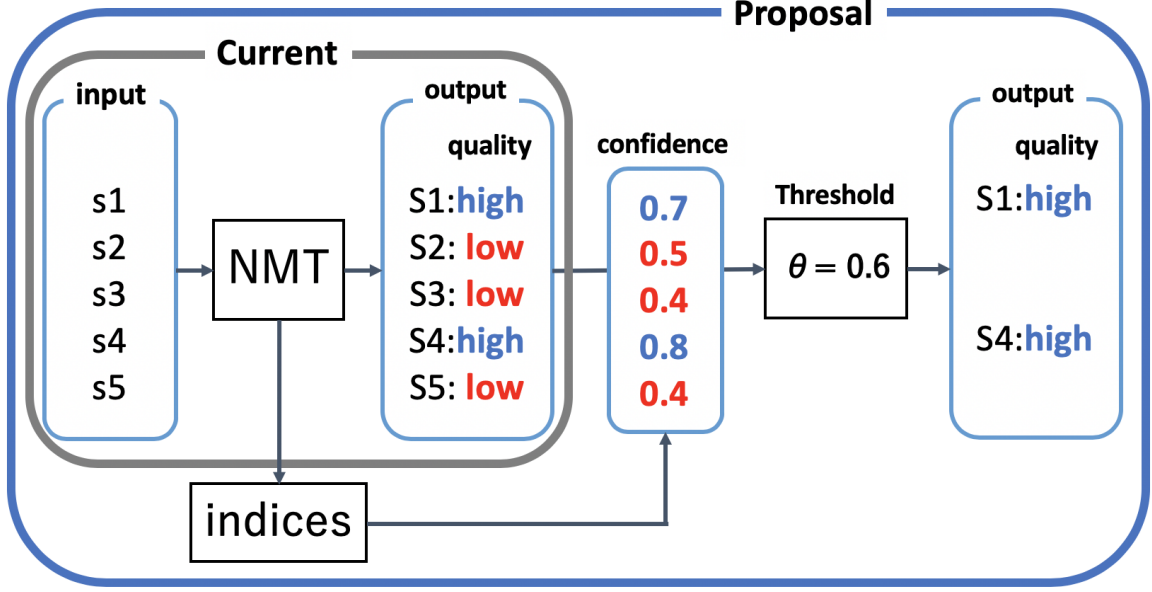 Proposal
Current
input
s1
s2
s3
s4
s5
NMT
output
quality
S1:high
S2: low
S3: low
S4:high
S5: low
indices
confidence
0.7
0.5
0.4
0.8
0.4
Threshold
θ = 0.6
output
quality
S1:high
S4:high